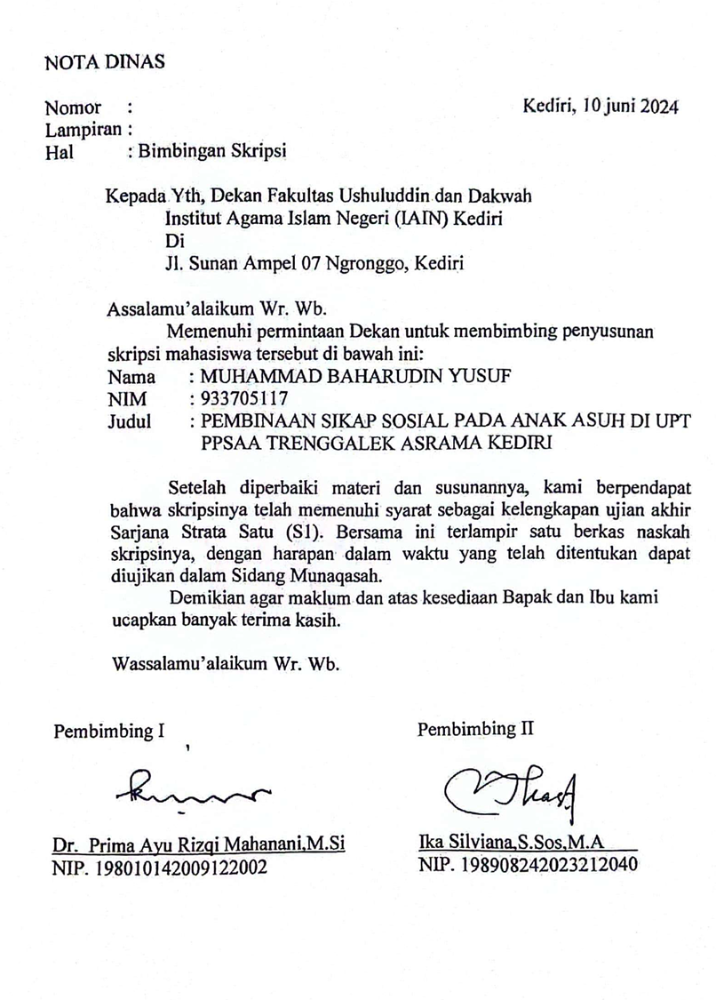 NOTA DINAS
Nomor :
Kediri, 10 juni 2024
Lampiran :
Hal : Bimbingan Skripsi
Kepada Yth, Dekan Fakultas Ushuluddin dan Dakwah
Institut Agama Islam Negeri (IAIN) Kediri
Di
Jl. Sunan Ampel 07 Ngronggo, Kediri
Assalamu’alaikum Wr. Wb.
Memenuhi permintaan Dekan untuk membimbing penyusunan
skripsi mahasiswa tersebut di bawah ini:
Nama : MUHAMMAD BAHARUDIN YUSUF
NIM : 933705117
Judul : PEMBINAAN SIKAP SOSIAL PADA ANAK ASUH DI UPT
PPSAA TRENGGALEK ASRAMA KEDIRI
Setelah diperbaiki materi dan susunannya, kami berpendapat
bahwa skripsinya telah memenuhi syarat sebagai kelengkapan ujian akhir
Sarjana Strata Satu (S1). Bersama ini terlampir satu berkas naskah
skripsinya, dengan harapan dalam waktu yang telah ditentukan dapat
diujikan dalam Sidang Munaqasah.
Demikian agar maklum dan atas kesediaan Bapak dan Ibu kami
ucapkan banyak terima kasih.
Wassalamu’alaikum Wr. Wb.
Pembimbing I
Pembimbing II
Dr. Prima Ayu Rizqi Mahanani,M.Si
Ika Silviana,S.Sos,M.A
NIP. 198010142009122002
NIP. 198908242023212040